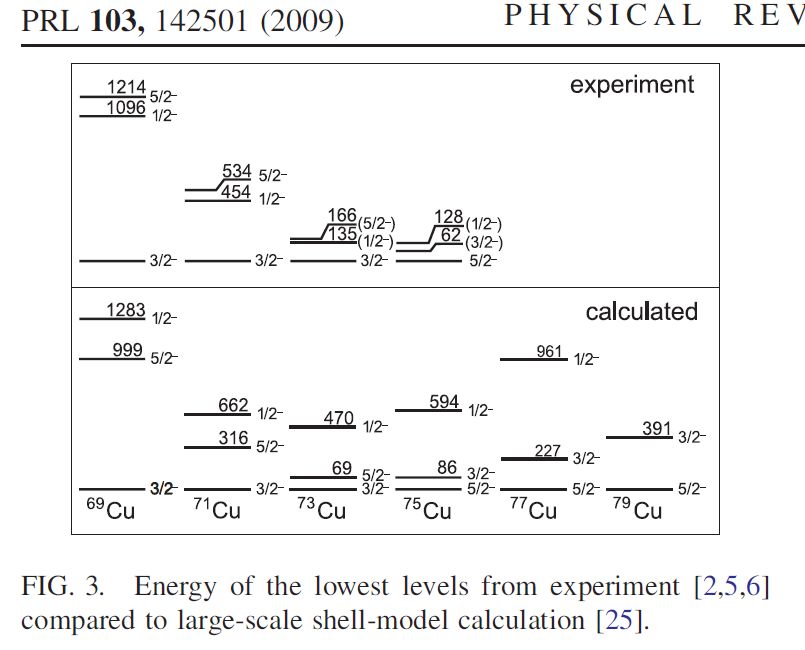 PRL 103, 142501 (2009) PHYSICAL REV
experiment
1214 5/2-
1096 1/2-
534 5/2-
454 1/2-
166 (5/2-)
135 (1/2-)
128 (1/2-)
62 (3/2-)
3/2- 3/2- 3/2- 5/2-
calculated
1283 1/2-
999 5/2-
961 1/2-
662 1/2-
594 1/2-
470 1/2-
391 3/2-
316 5/2-
227 3/2-
69 5/2-
86 3/2-
3/2- 3/2- 3/2- 5/2- 5/2- 5/2-
69Cu 71Cu 73Cu 75Cu 77Cu 79Cu
FIG. 3. Energy of the lowest levels from experiment [2,5,6]
compared to large-scale shell-model calculation [25].